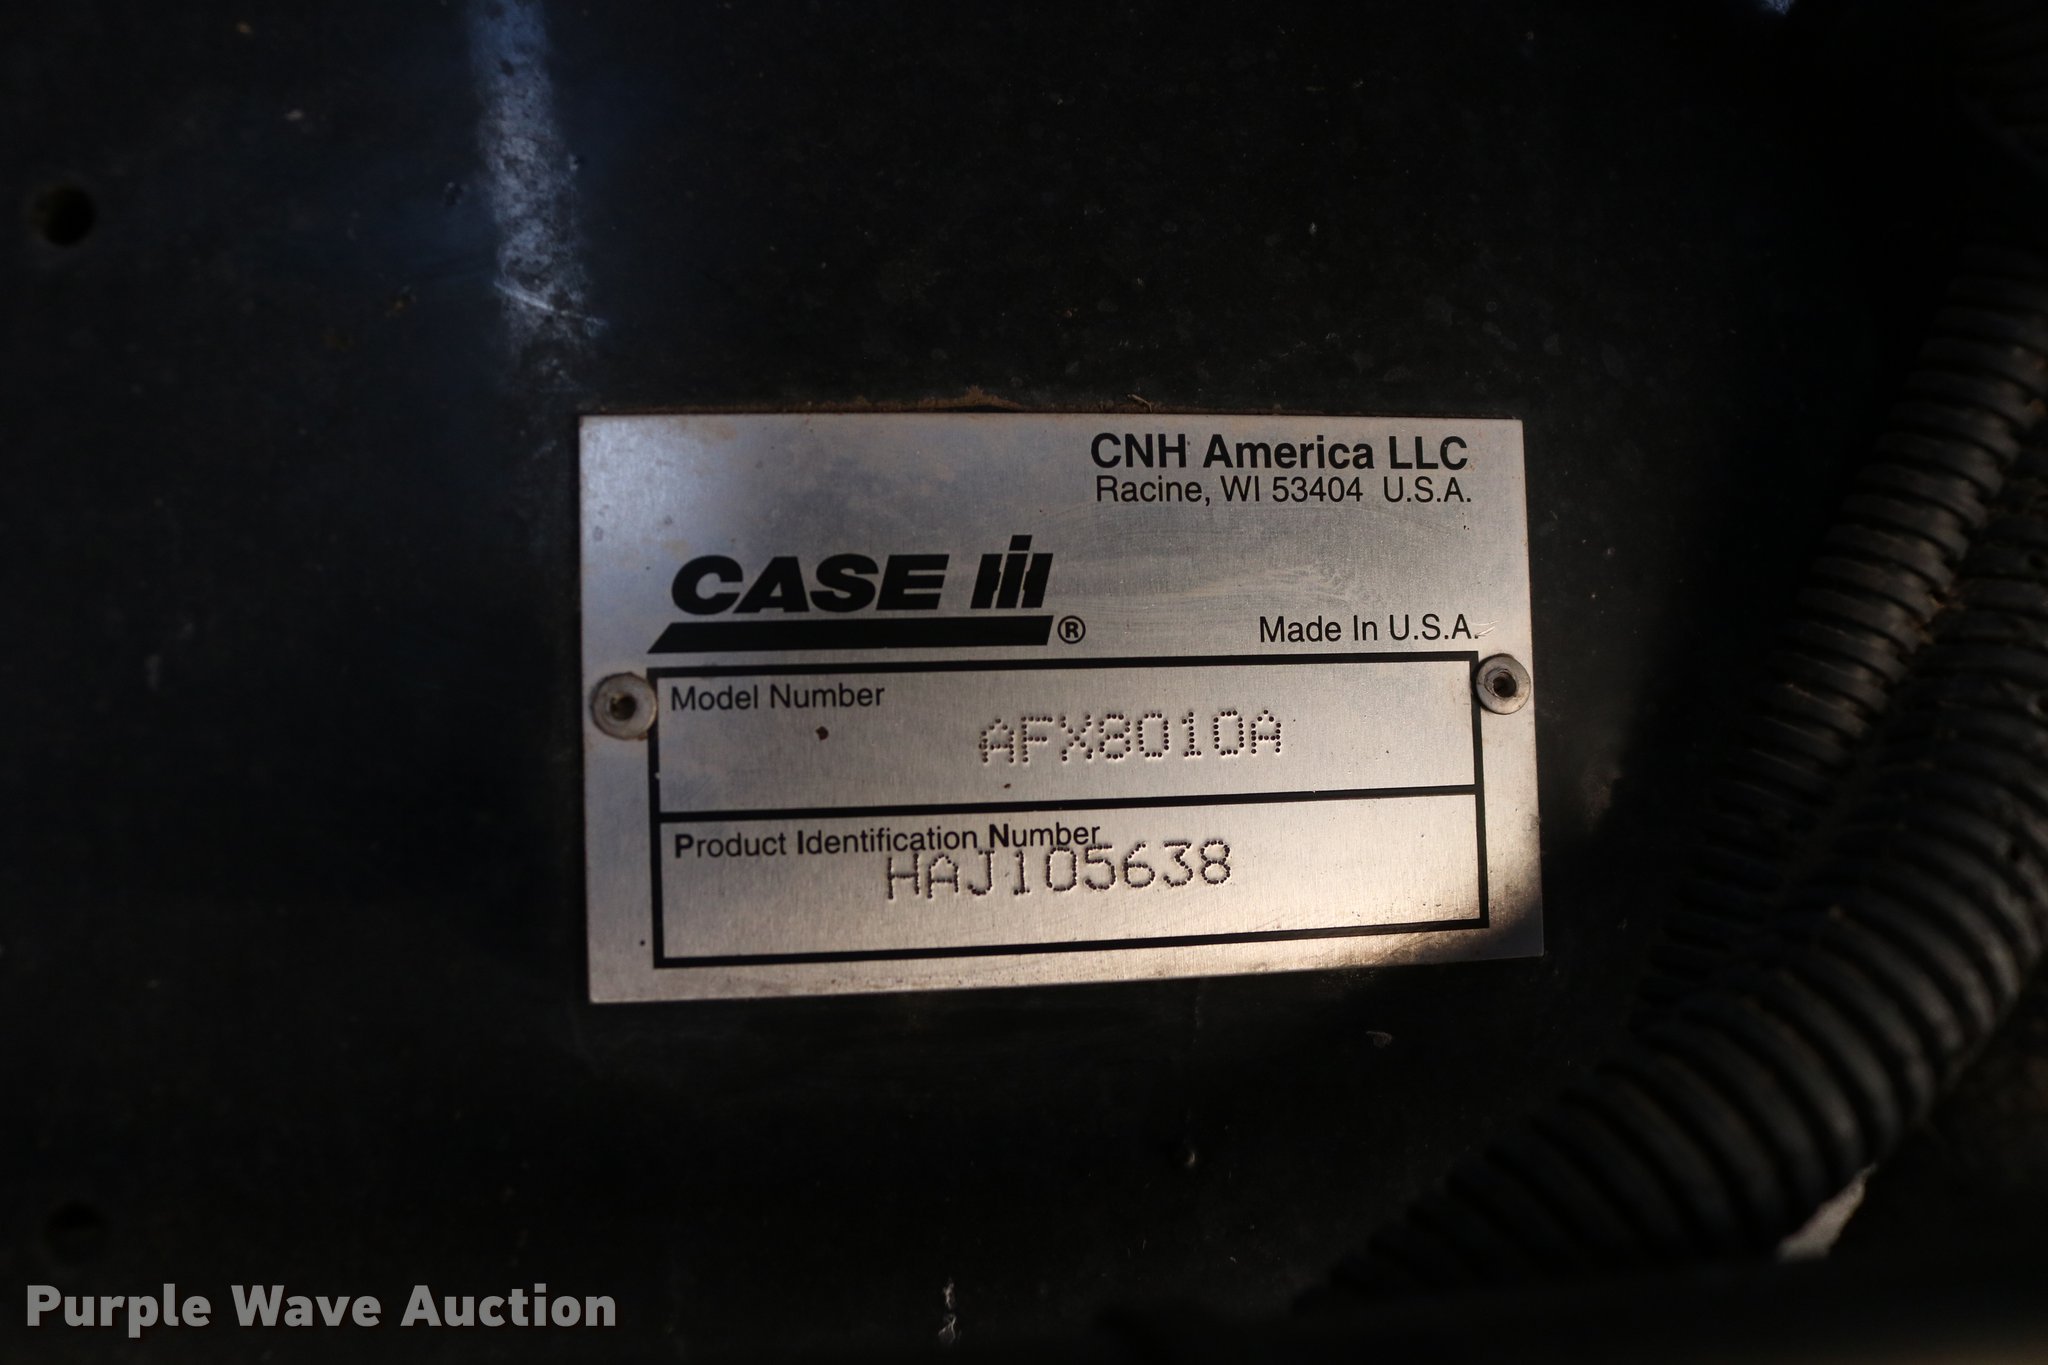 CNH America LLC
Racine, WI 53404 U.S.A.
CASE IH
®
Made In U.S.A.
Model Number
AFX8010A
Product Identification Number
HAJ105638
Purple Wave Auction